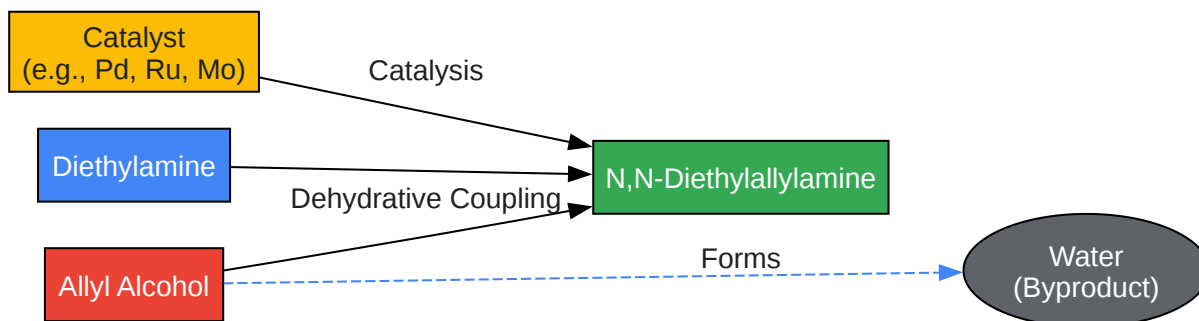 Catalyst
(e.g., Pd, Ru, Mo)
Catalysis
Diethylamine
N,N-Diethylallylamine
Dehydrative Coupling
Allyl Alcohol
Forms
Water
(Byproduct)